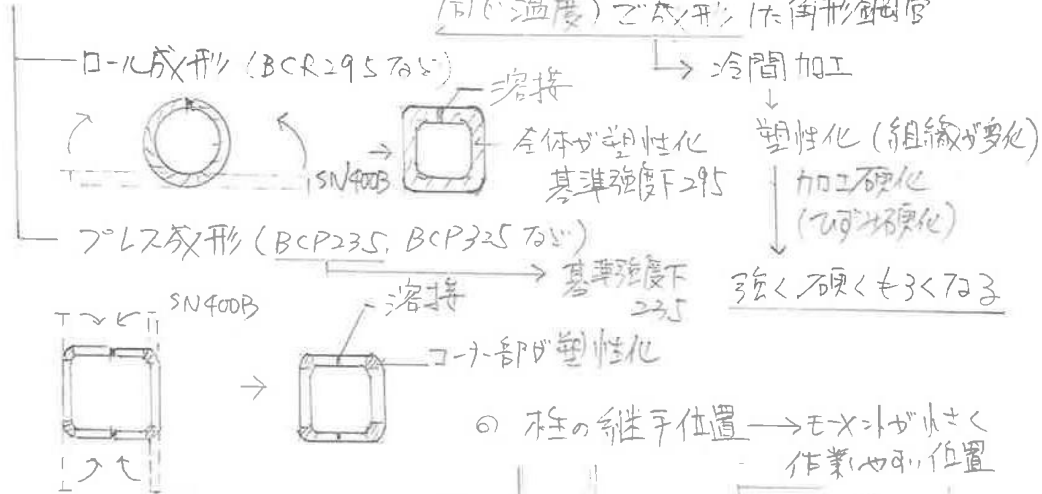 同じ温度)で成形した角形鋼管
ロール成形(BCR295など)
冷間加工
溶接
全体が塑性化
塑性化(組織が変化)
SN400B
基準強度F295
加工硬化
(ひずみ硬化)
プレス成形(BCP235, BCP325など)
基準強度F
235
強く硬くもろくなる
SN400B
溶接
コーナー部が塑性化
◎ 柱の継手位置→モーメントが小さく
作業しやすい位置